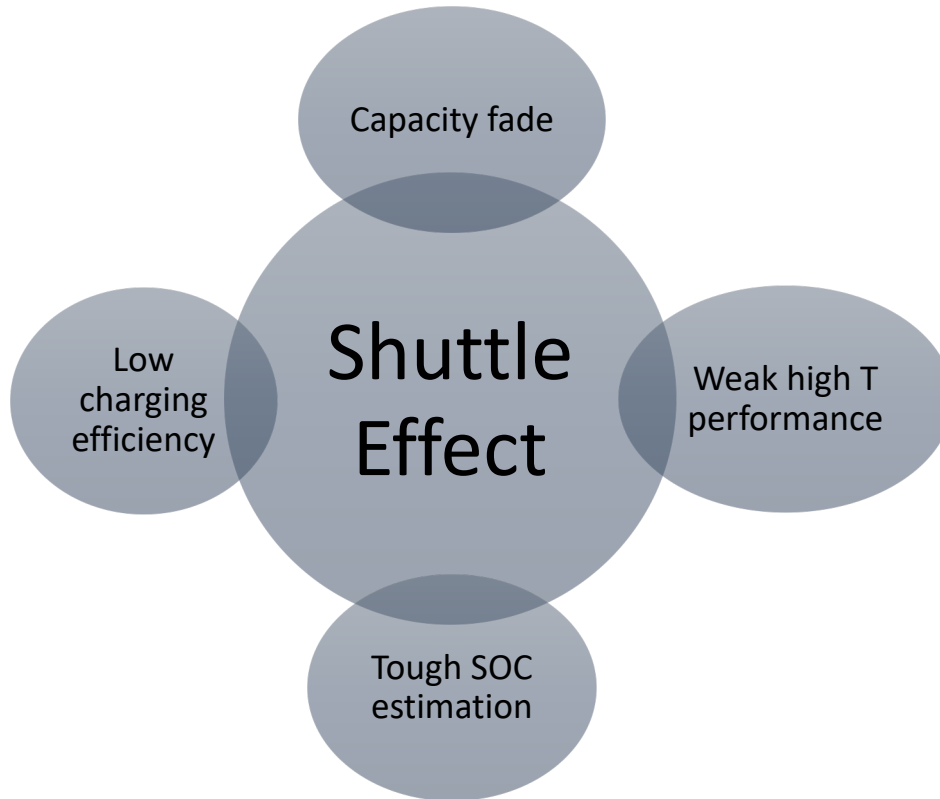 Capacity fade
Shuttle
Effect
Low
charging
efficiency
Weak high T
performance
Tough SOC
estimation